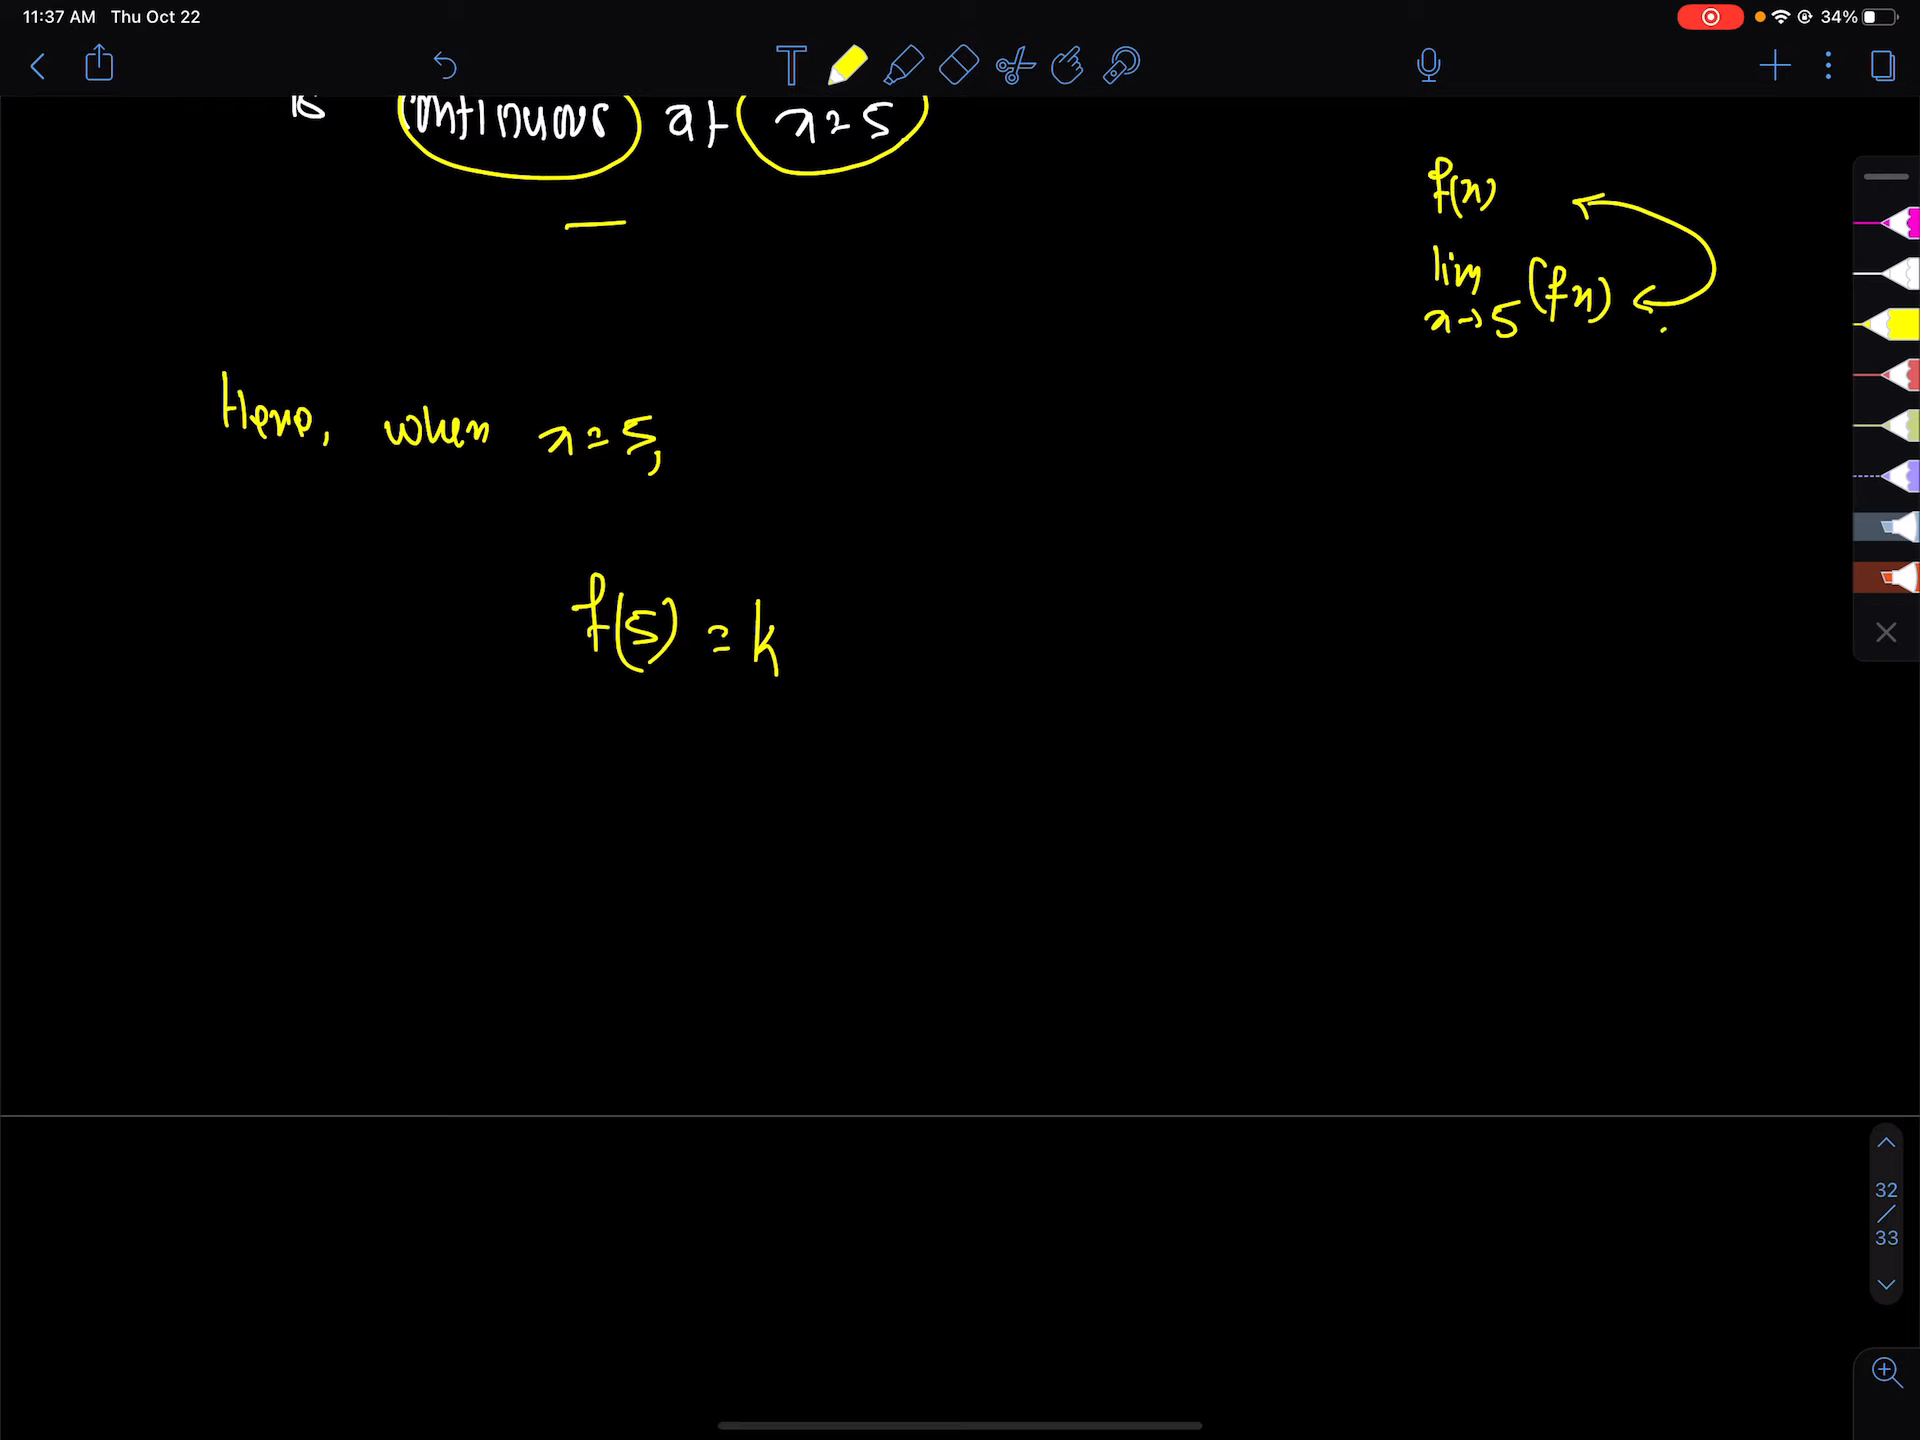 11:37 AM Thu Oct 22
34%
is continuous at x=5
f(x)
lim (fx)
x→5
Here, when x=5,
f(5) = k
32
/
33